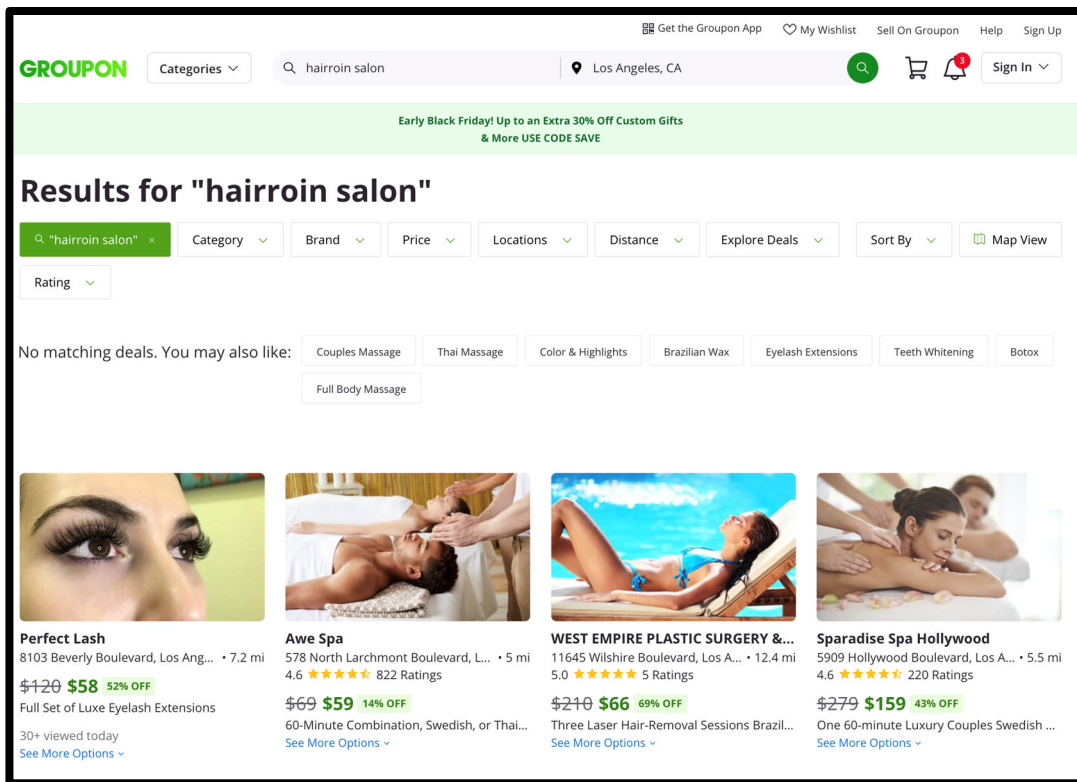 Get the Groupon App My Wishlist Sell On Groupon Help Sign Up
GROUPON Categories hairroin salon Los Angeles, CA 3 Sign In
Early Black Friday! Up to an Extra 30% Off Custom Gifts
& More USE CODE SAVE
Results for "hairroin salon"
"hairroin salon" × Category Brand Price Locations Distance Explore Deals Sort By Map View
Rating
No matching deals. You may also like: Couples Massage Thai Massage Color & Highlights Brazilian Wax Eyelash Extensions Teeth Whitening Botox
Full Body Massage
Perfect Lash
8103 Beverly Boulevard, Los Ang... • 7.2 mi
$120 $58 52% OFF
Full Set of Luxe Eyelash Extensions
30+ viewed today
See More Options
Awe Spa
578 North Larchmont Boulevard, L... • 5 mi
4.6 822 Ratings
$69 $59 14% OFF
60-Minute Combination, Swedish, or Thai...
See More Options
WEST EMPIRE PLASTIC SURGERY &...
11645 Wilshire Boulevard, Los A... • 12.4 mi
5.0 5 Ratings
$210 $66 69% OFF
Three Laser Hair-Removal Sessions Brazil...
See More Options
Sparadise Spa Hollywood
5909 Hollywood Boulevard, Los A... • 5.5 mi
4.6 220 Ratings
$279 $159 43% OFF
One 60-minute Luxury Couples Swedish ...
See More Options